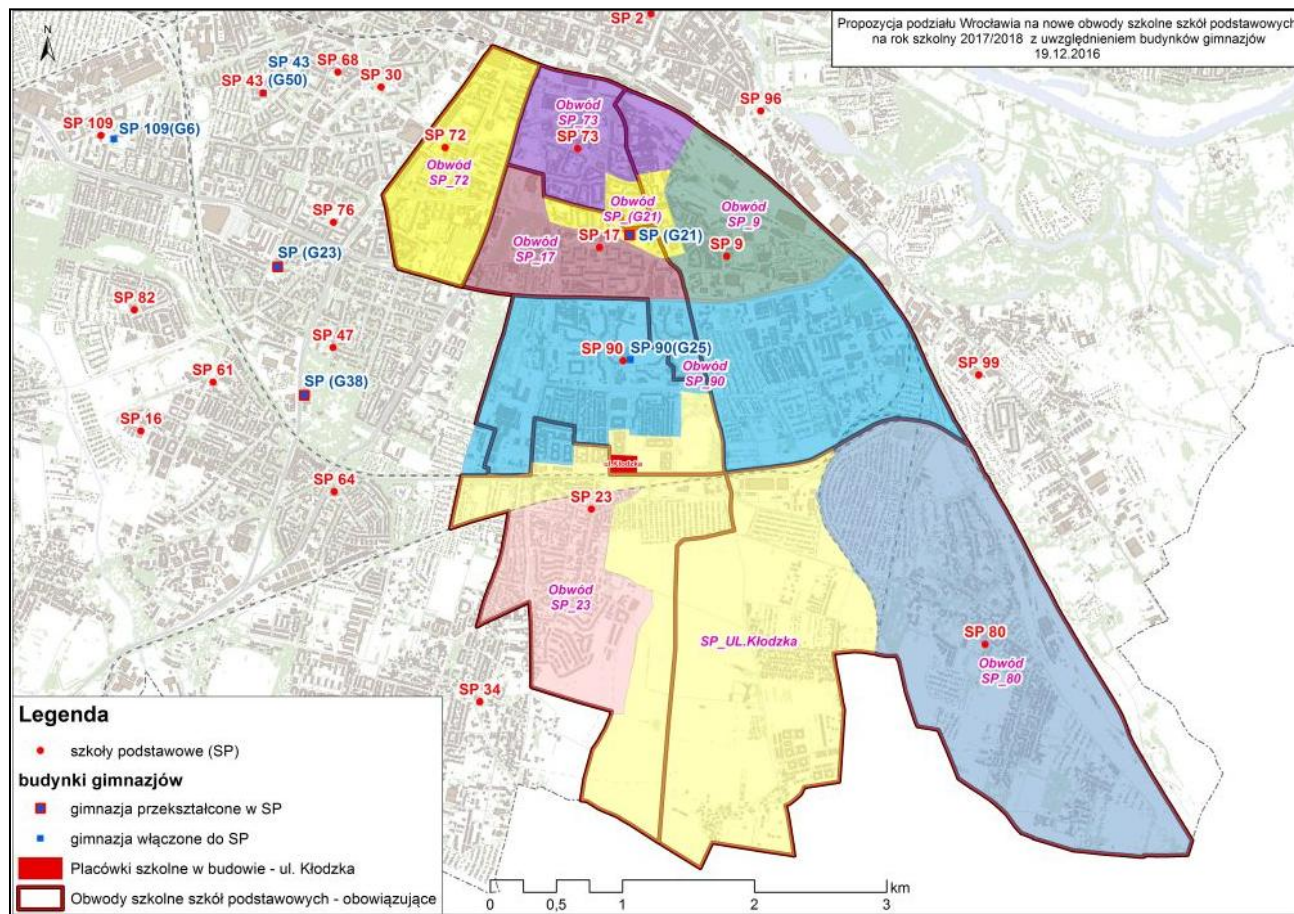 Propozycja podziału Wrocławia na nowe obwody szkolne szkół podstawowych
na rok szkolny 2017/2018 z uwzględnieniem budynków gimnazjów
19.12.2016
N
SP 2
SP 43
SP 43
(G50)
SP 68
SP 30
SP 96
SP 109
SP 109(G6)
SP 72
Obwód
SP_72
Obwód
SP_73
SP 73
SP 76
Obwód
SP_(G21)
Obwód
SP_9
SP (G21)
SP 17
Obwód
SP_17
SP 9
SP (G23)
SP 82
SP 47
SP 90
SP 90(G25)
Obwód
SP_90
SP 99
SP 61
SP (G38)
SP 16
ul.Kłodzka
SP 64
SP 23
Obwód
SP_23
SP_UL.Kłodzka
SP 80
Obwód
SP_80
SP 34
Legenda
szkoły podstawowe (SP)
budynki gimnazjów
gimnazja przekształcone w SP
gimnazja włączone do SP
Placówki szkolne w budowie - ul. Kłodzka
Obwody szkolne szkół podstawowych - obowiązujące
km
0 0,5 1 2 3